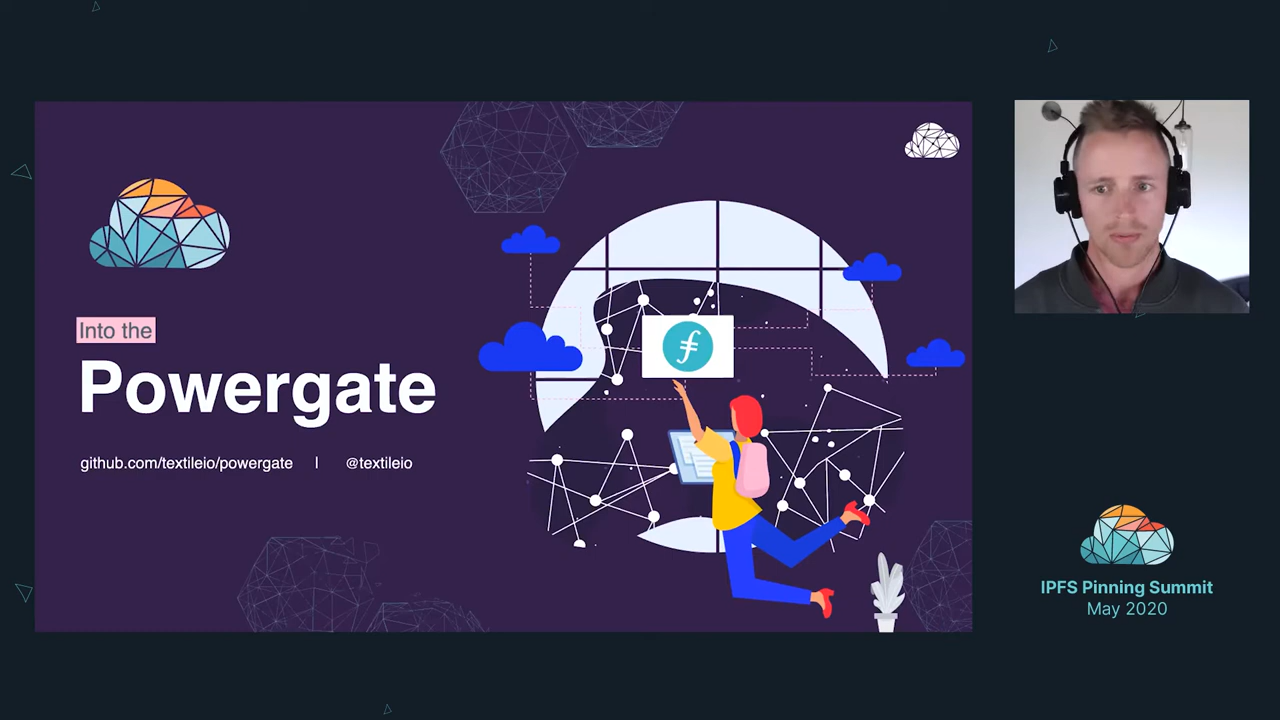 Into the
Powergate
github.com/textileio/powergate | @textileio
IPFS Pinning Summit
May 2020